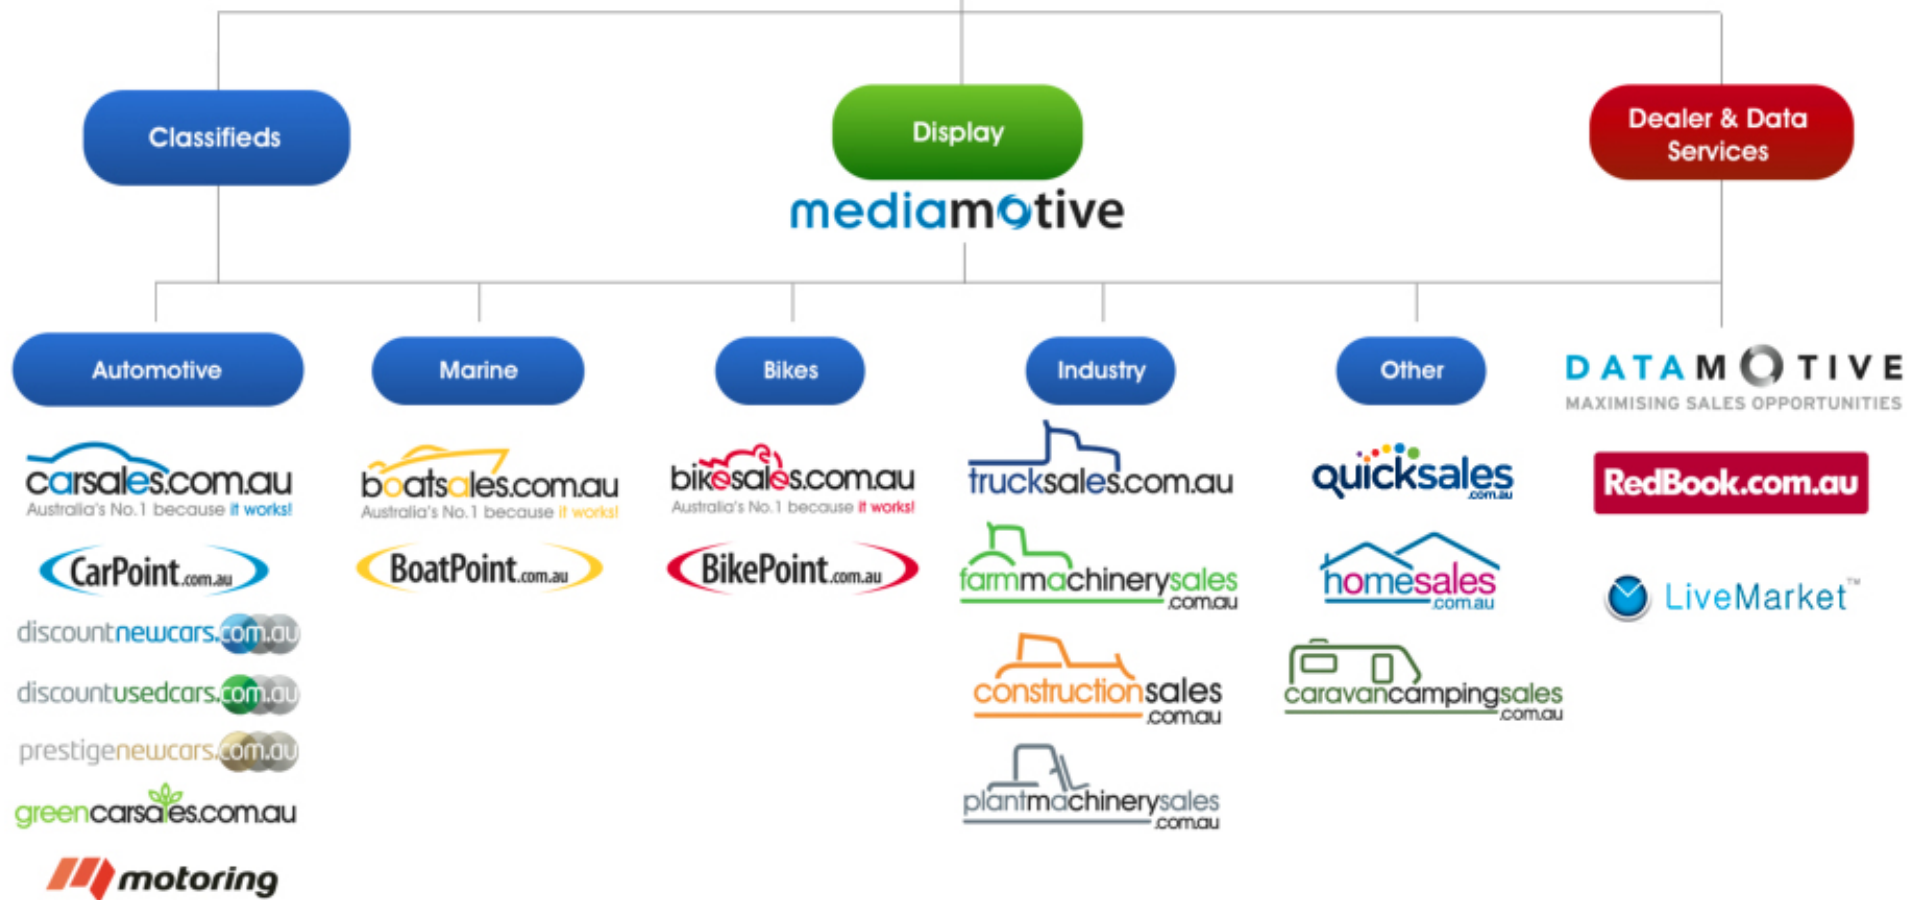 Classifieds
Display
Dealer & Data
Services
mediamotive
Automotive
Marine
Bikes
Industry
Other
DATAMOTIVE
MAXIMISING SALES OPPORTUNITIES
carsales.com.au
Australia's No.1 because it works!
CarPoint.com.au
discountnewcars.com.au
discountusedcars.com.au
prestigenewcars.com.au
greencarsales.com.au
motoring
boatsales.com.au
Australia's No.1 because it works!
BoatPoint.com.au
bikesales.com.au
Australia's No.1 because it works!
BikePoint.com.au
trucksales.com.au
farmmachinerysales
.com.au
constructionsales
.com.au
plantmachinerysales
.com.au
quicksales
.com.au
homesales
.com.au
caravancampingsales
.com.au
RedBook.com.au
LiveMarket™